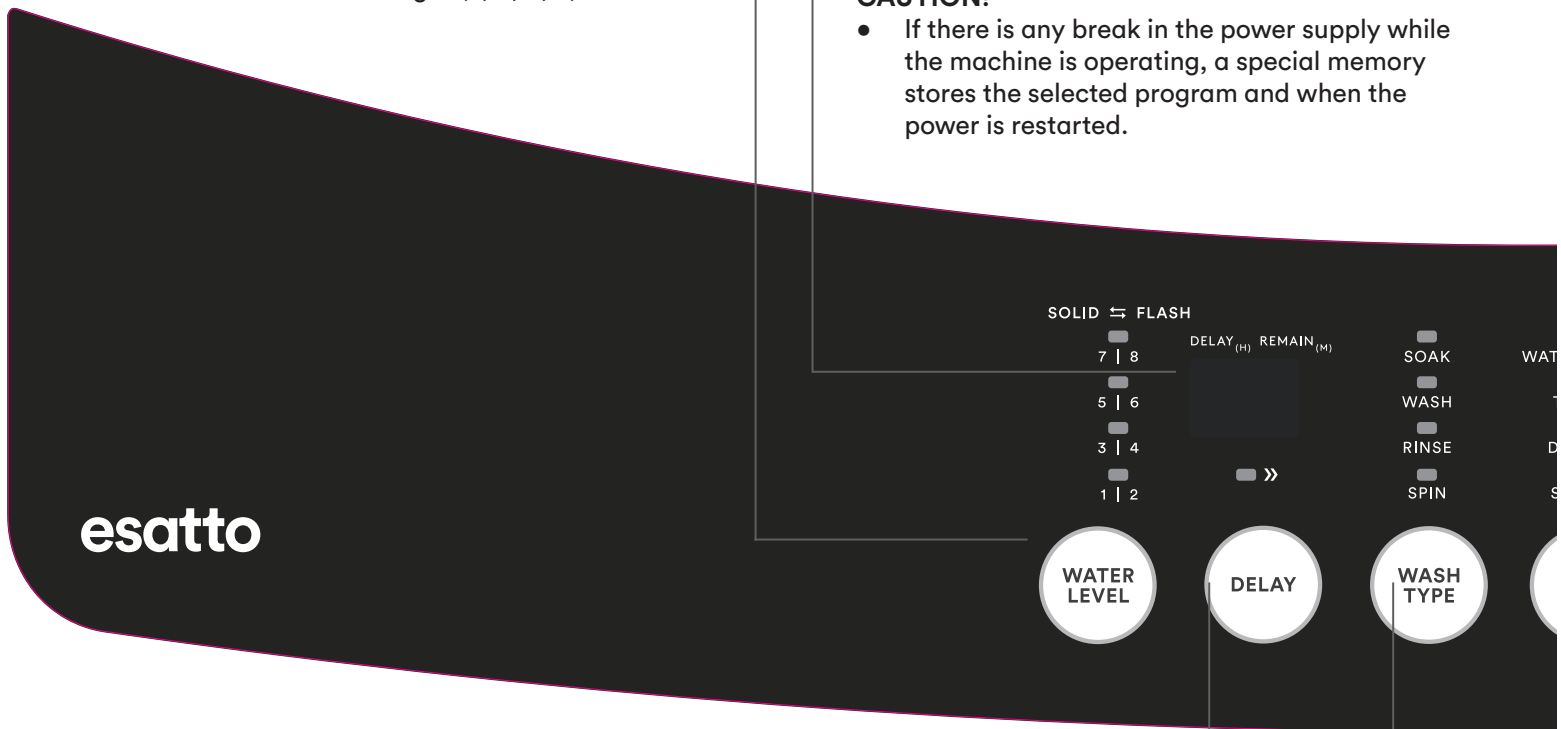 CAUTION:
● If there is any break in the power supply while
the machine is operating, a special memory
stores the selected program and when the
power is restarted.
SOLID ⇆ FLASH
7 | 8
5 | 6
3 | 4
1 | 2
DELAY (H) REMAIN (M)
»
SOAK
WASH
RINSE
SPIN
esatto
WATER
LEVEL
DELAY
WASH
TYPE